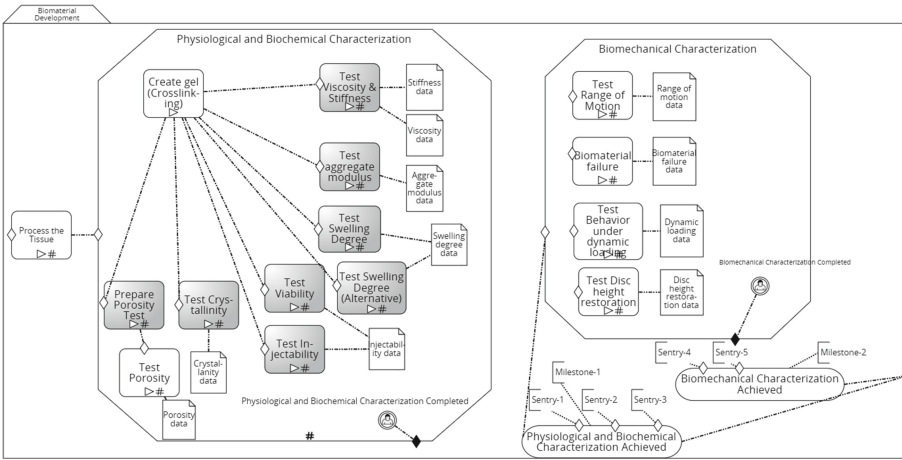 Biomaterial
Development
Physiological and Biochemical Characterization
Create gel
(Crosslink-
ing)
Test
Viscosity &
Stiffness
#
Stiffness
data
Viscosity
data
Test
aggregate
modulus
#
Aggre-
gate
modulus
data
Test
Swelling
Degree
#
Swelling
degree
data
Test Swelling
Degree
(Alternative)
#
Process the
Tissue
#
Prepare
Porosity
Test
#
Test Crys-
tallinity
#
Test
Viability
#
Test In-
jectability
#
Injectabil-
ity data
Test
Porosity
#
Crystal-
lanity
data
Porosity
data
Physiological and Biochemical Characterization Completed
#
Biomechanical Characterization
Test
Range of
Motion
#
Range of
motion
data
Biomaterial
failure
#
Biomaterial
failure
data
Test
Behavior
under
dynamic
loading
#
Dynamic
loading
data
Test Disc
height
restoration
#
Disc
height
restora-
tion data
Biomechanical Characterization Completed
Sentry-4
Sentry-5
Milestone-2
Biomechanical Characterization
Achieved
Milestone-1
Sentry-1
Sentry-2
Sentry-3
Physiological and Biochemical
Characterization Achieved